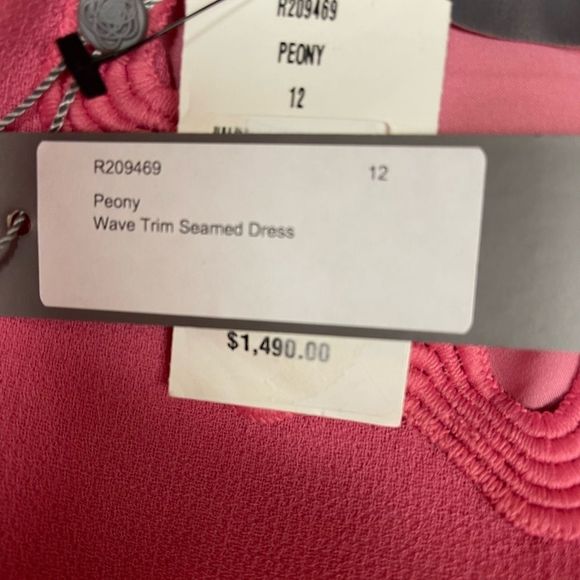 R209469
PEONY
12
R209469 12
Peony
Wave Trim Seamed Dress
$1,490.00